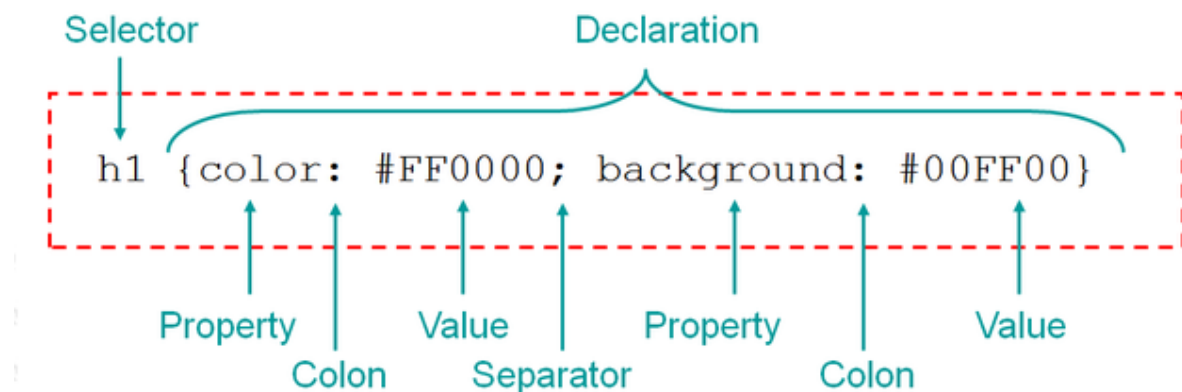 Selector Declaration
h1 {color: #FF0000; background: #00FF00}
Property Value Property Value
Colon Separator Colon